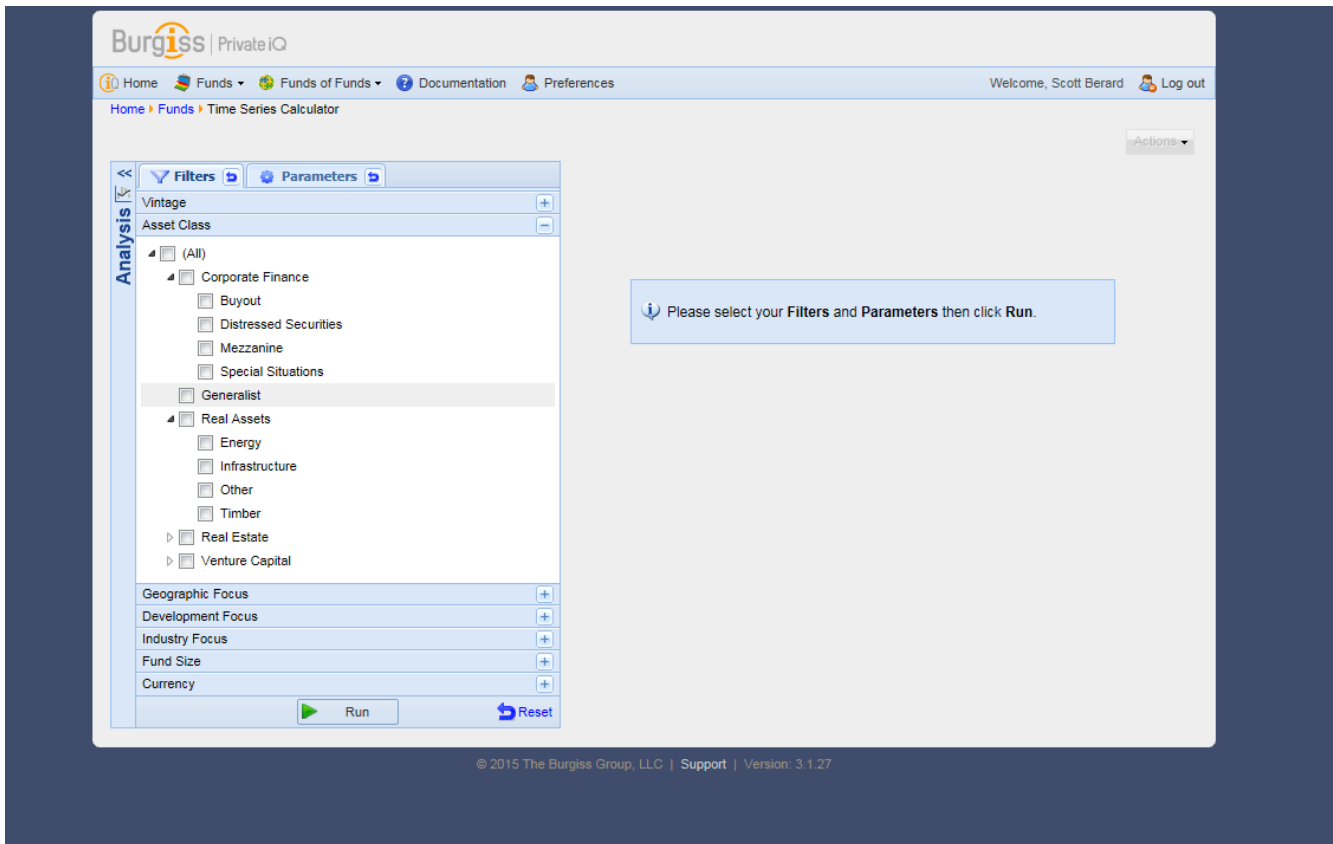 Burgiss | Private iQ
iQ Home Funds Funds of Funds Documentation Preferences Welcome, Scott Berard Log out
Home Funds Time Series Calculator
Actions
<<
Analysis
Filters Parameters
Vintage
Asset Class
(All)
Corporate Finance
Buyout
Distressed Securities
Mezzanine
Special Situations
Generalist
Real Assets
Energy
Infrastructure
Other
Timber
Real Estate
Venture Capital
Geographic Focus
Development Focus
Industry Focus
Fund Size
Currency
Run Reset
Please select your Filters and Parameters then click Run.
© 2015 The Burgiss Group, LLC | Support | Version: 3.1.27